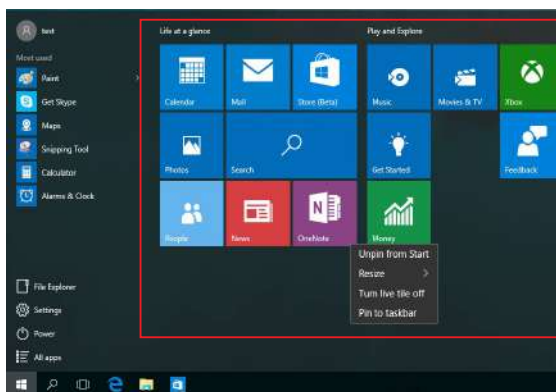 test
Most used
Paint
Get Skype
Maps
Snipping Tool
Calculator
Alarms & Clock
File Explorer
Settings
Power
All apps
Life at a glance
Calendar
Mail
Store (Beta)
Photos
Search
People
News
OneNote
Play and Explore
Music
Movies & TV
Xbox
Get Started
Feedback
Money
Unpin from Start
Resize
Turn live tile off
Pin to taskbar